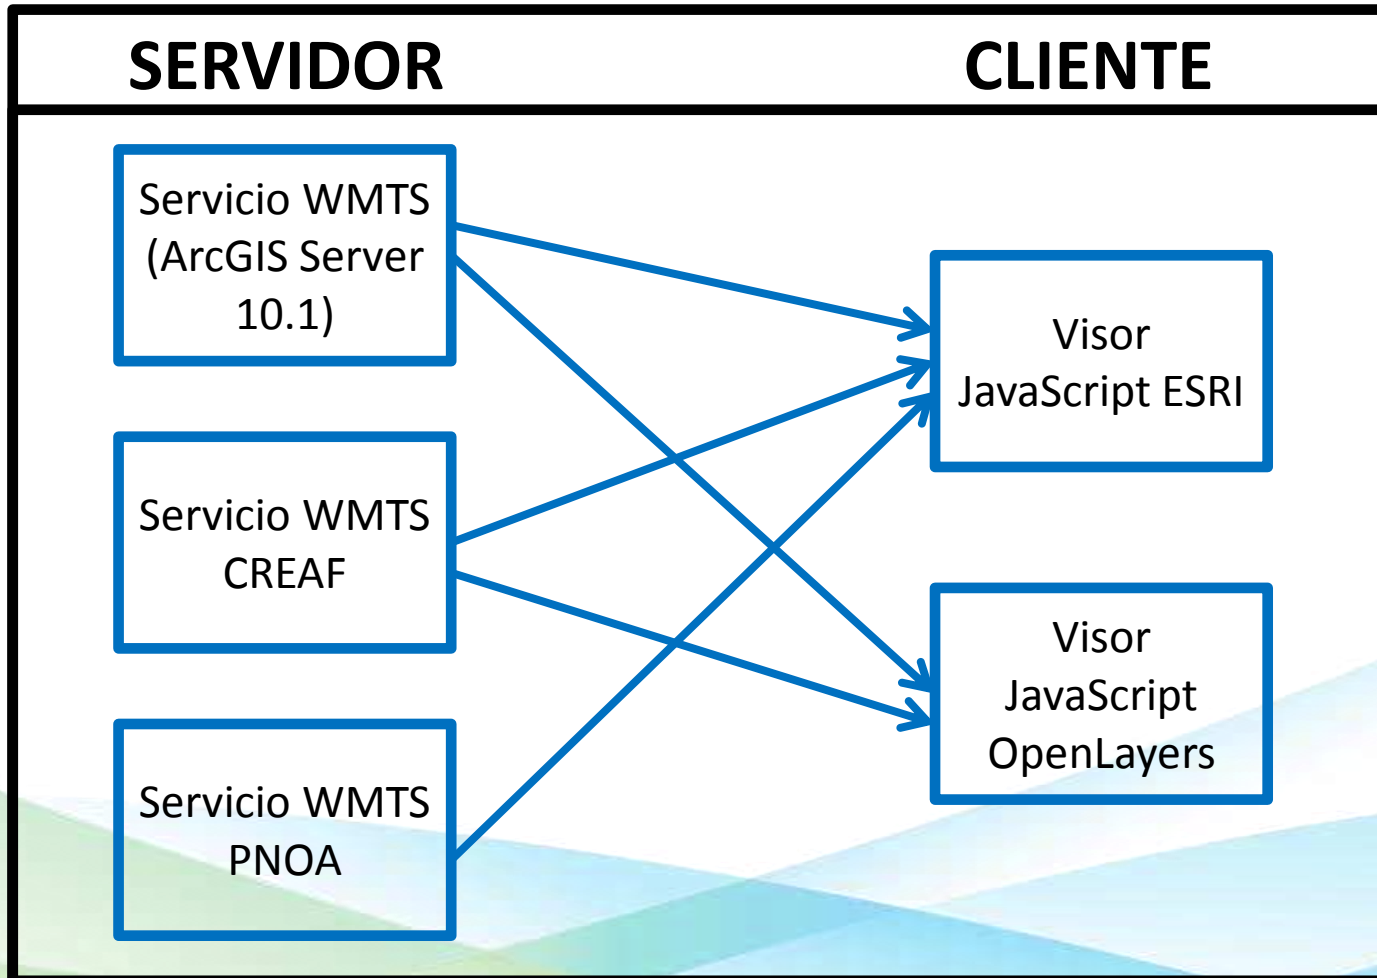 SERVIDOR
CLIENTE
Servicio WMTS
(ArcGIS Server
10.1)
Servicio WMTS
CREAF
Servicio WMTS
PNOA
Visor
JavaScript ESRI
Visor
JavaScript
OpenLayers